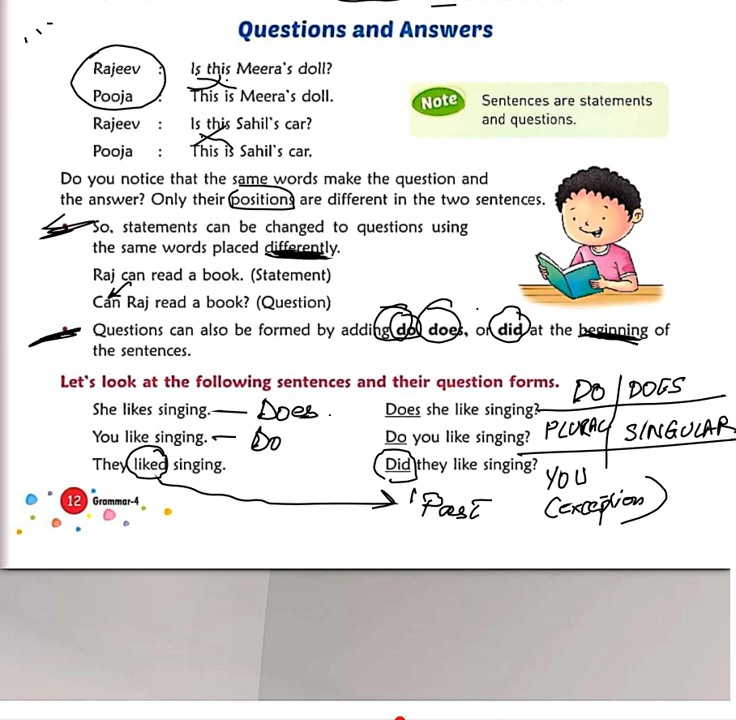 Questions and Answers
Rajeev : Is this Meera's doll?
Pooja : This is Meera's doll.
Rajeev : Is this Sahil's car?
Pooja : This is Sahil's car.
Note Sentences are statements
and questions.
Do you notice that the same words make the question and
the answer? Only their positions are different in the two sentences.
So, statements can be changed to questions using
the same words placed differently.
Raj can read a book. (Statement)
Can Raj read a book? (Question)
Questions can also be formed by adding do, does, or did at the beginning of
the sentences.
Let's look at the following sentences and their question forms.
DO DOES
She likes singing. Does. Does she like singing?
You like singing. Do Do you like singing?
PLURAL SINGULAR
They liked singing. Did they like singing?
YOU
(exception)
Past
12 Grammar-4